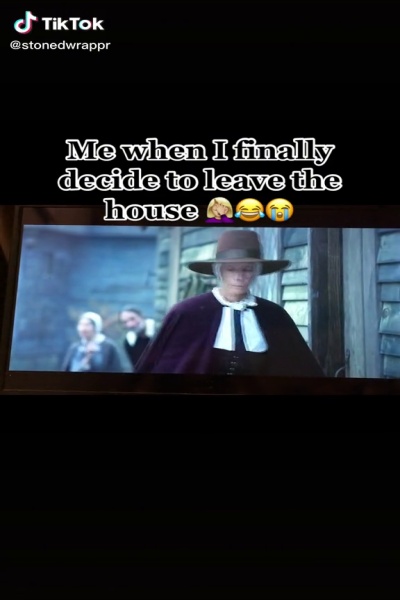 TikTok
@stonedwrappr
Me when I finally
decide to leave the
house 🤦🏼‍♀️😂😭